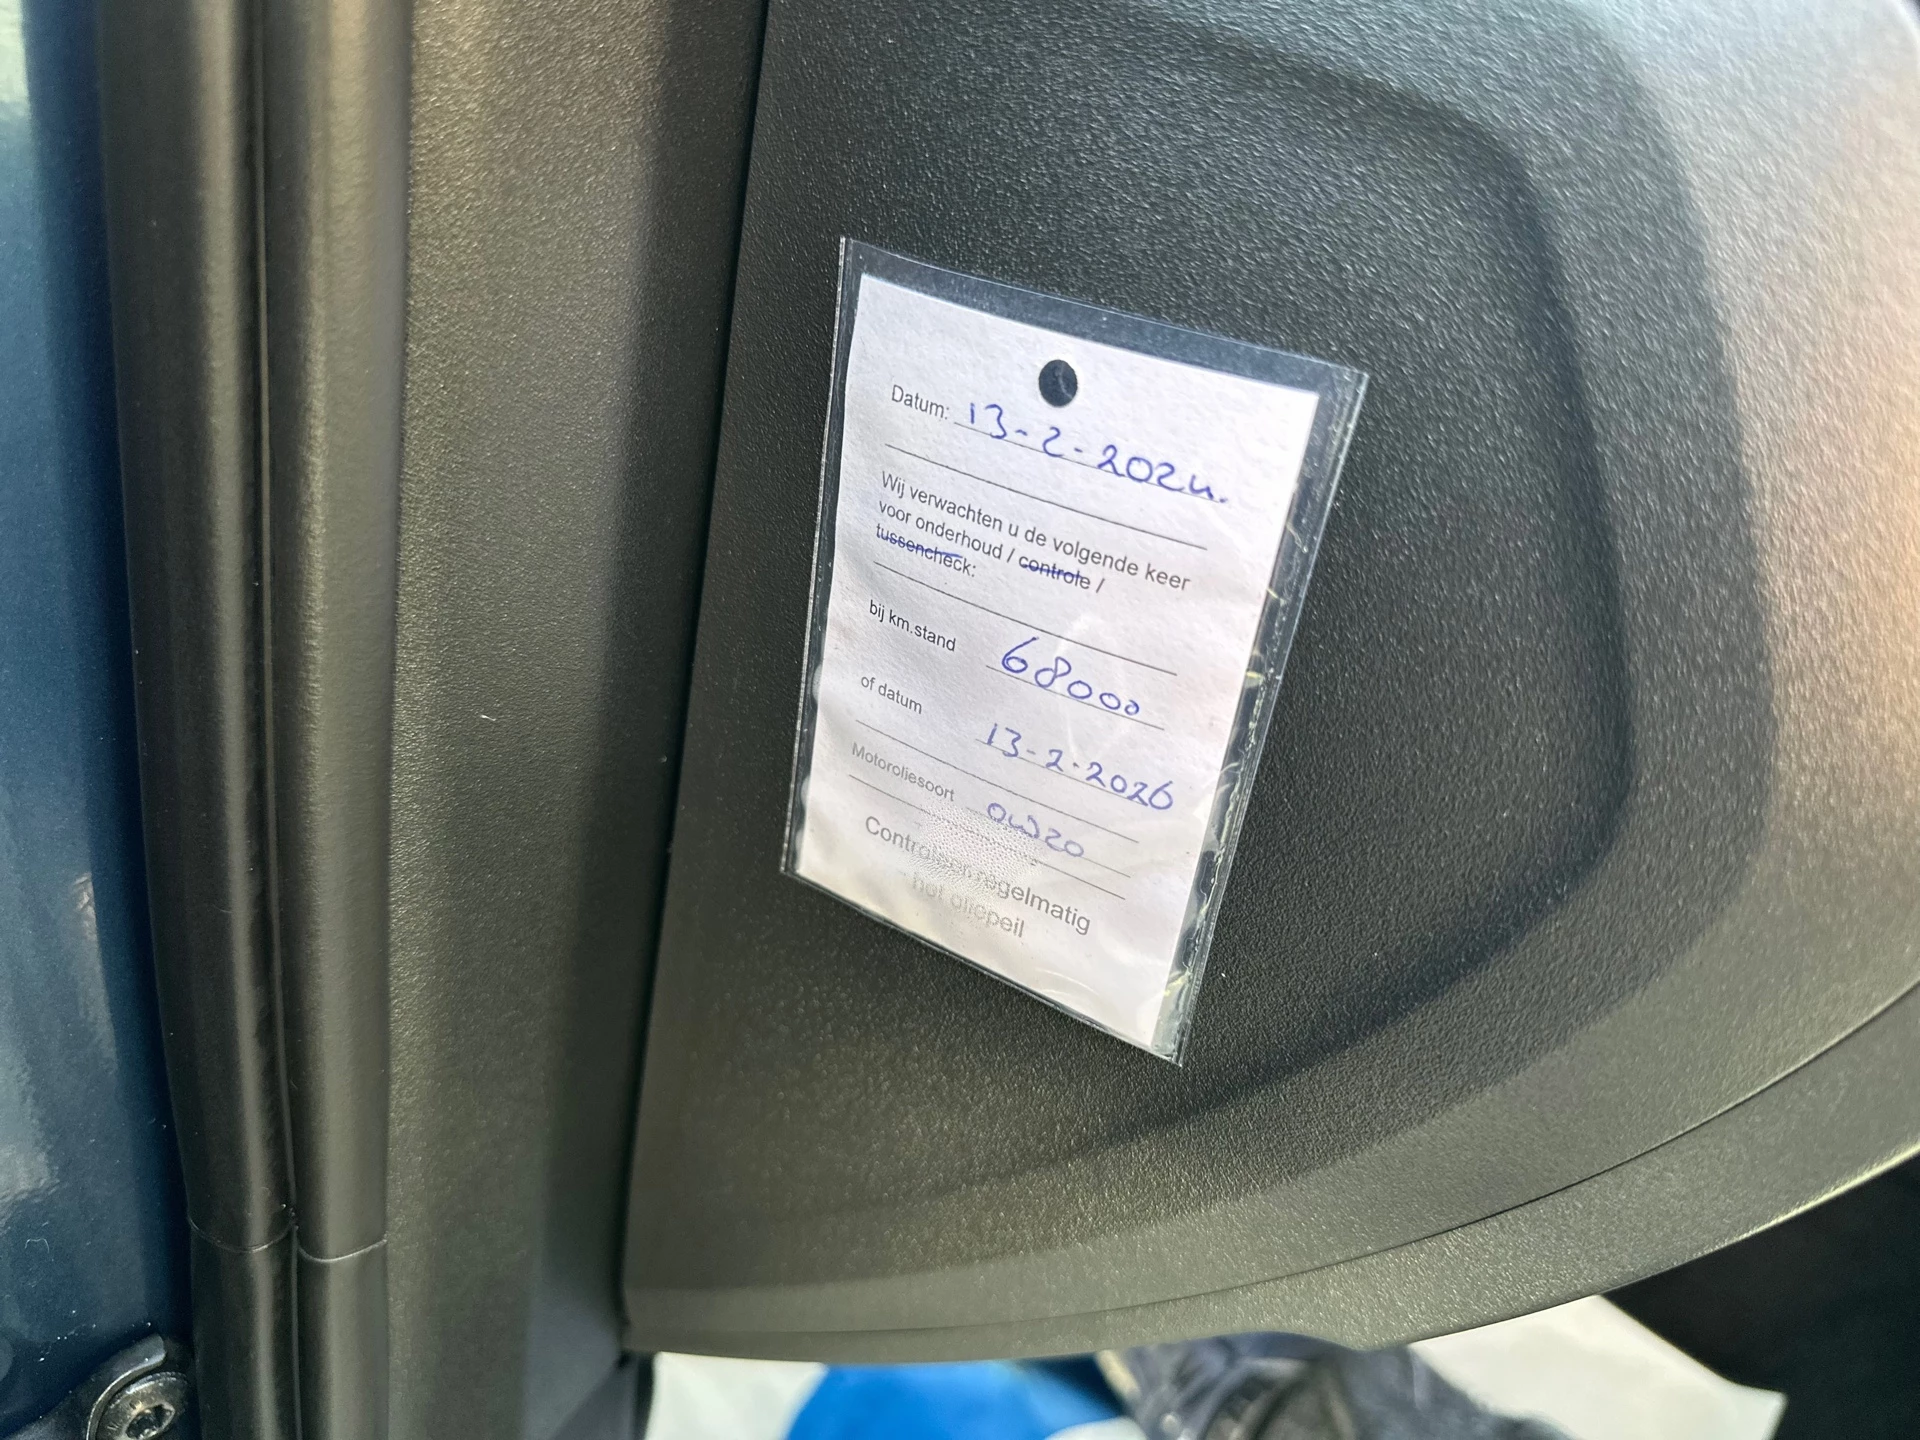 Datum: 13-2-2024.
Wij verwachten u de volgende keer
voor onderhoud / controle /
tussencheck:
bij km.stand 68000
of datum 13-2-2026
Motoroliesoort 0W20
Controleer regelmatig
het oliepeil